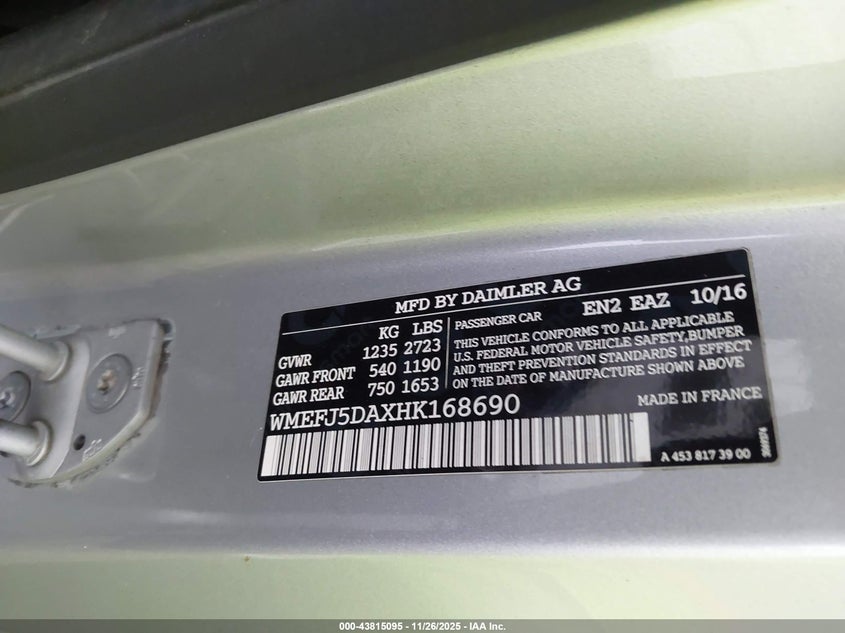 MFD BY DAIMLER AG
KG LBS
GVWR 1235 2723
GAWR FRONT 540 1190
GAWR REAR 750 1653
PASSENGER CAR EN2 EAZ 10/16
THIS VEHICLE CONFORMS TO ALL APPLICABLE
U.S. FEDERAL MOTOR VEHICLE SAFETY,BUMPER
AND THEFT PREVENTION STANDARDS IN EFFECT
ON THE DATE OF MANUFACTURE SHOWN ABOVE
WMEFJ5DAXHK168690
MADE IN FRANCE
A 453 817 39 00
000-43815095 - 11/26/2025 - IAA Inc.